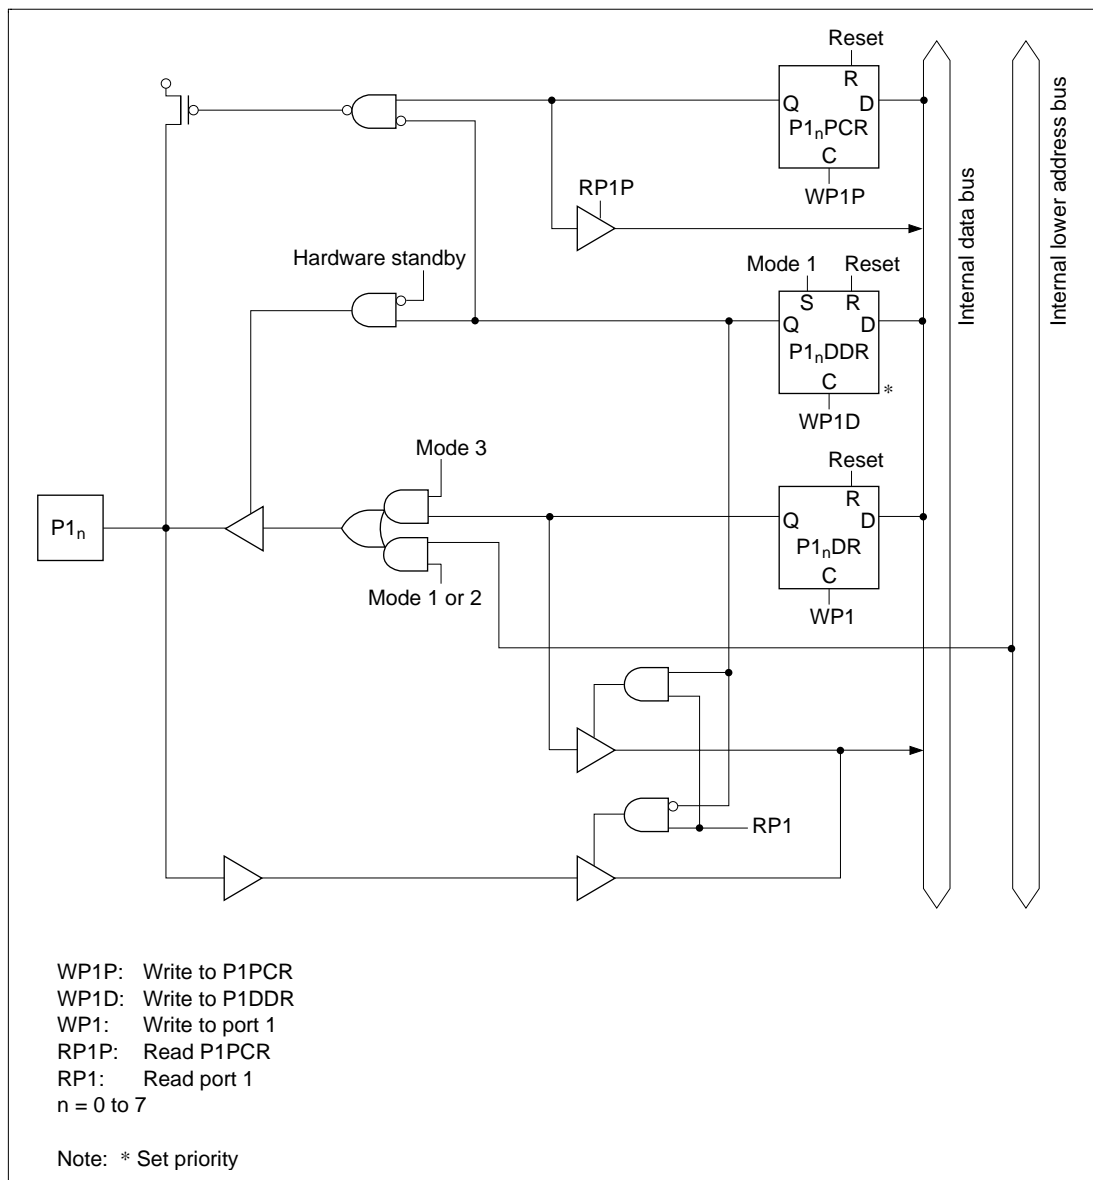 Reset
R
Q D
P1nPCR
C
WP1P
RP1P
Internal data bus
Internal lower address bus
Hardware standby
Mode 1 Reset
S R
Q D
P1nDDR
C
*
WP1D
Mode 3
Reset
R
Q D
P1nDR
C
WP1
P1n
Mode 1 or 2
RP1
WP1P: Write to P1PCR
WP1D: Write to P1DDR
WP1: Write to port 1
RP1P: Read P1PCR
RP1: Read port 1
n = 0 to 7
Note: * Set priority